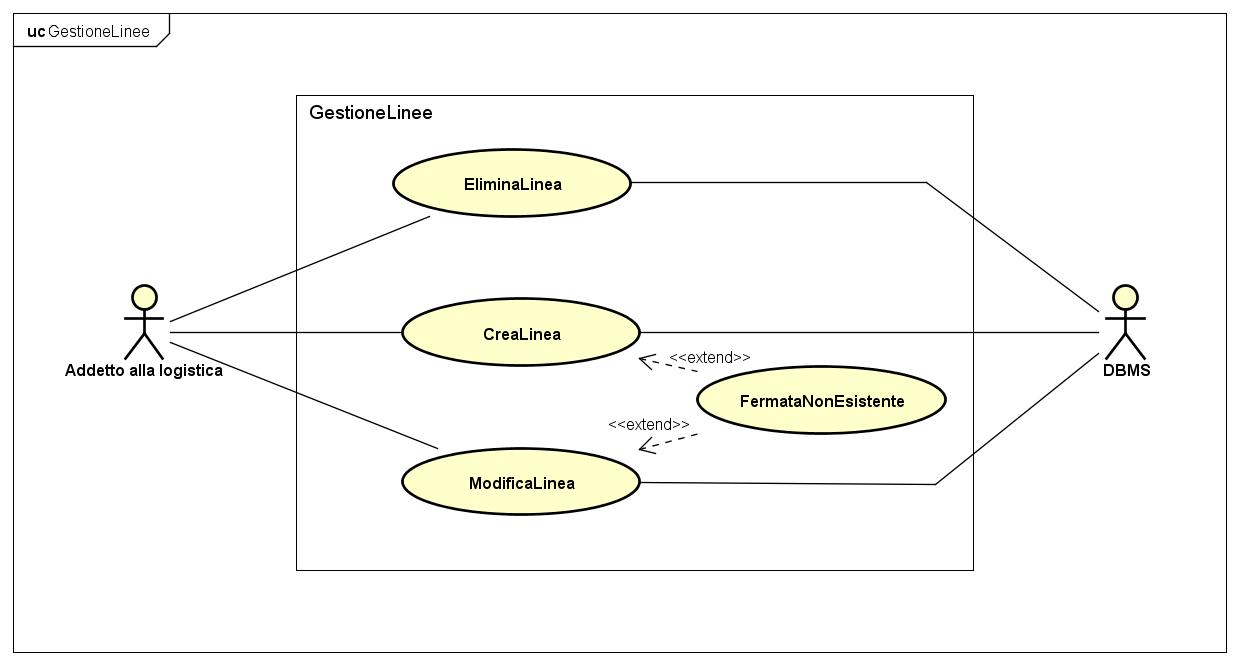 uc GestioneLinee
GestioneLinee
EliminaLinea
CreaLinea
<<extend>>
Addetto alla logistica
DBMS
FermataNonEsistente
<<extend>>
ModificaLinea